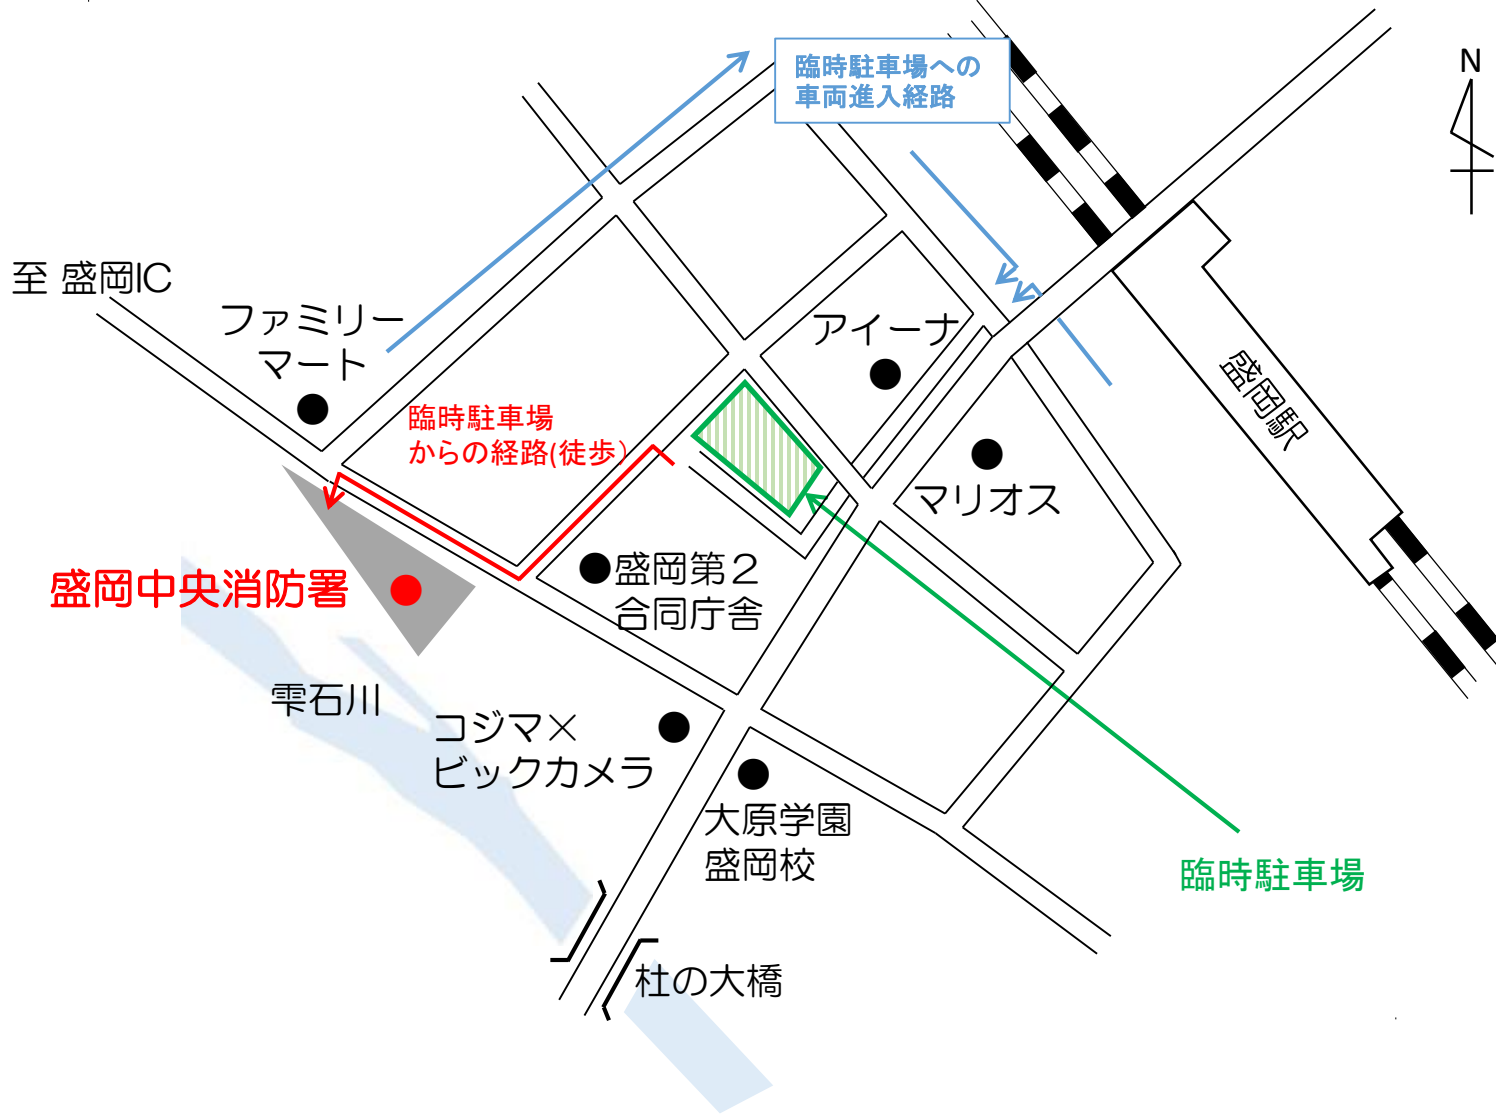 臨時駐車場への
車両進入経路
N
至 盛岡IC
ファミリー
マート
アイーナ
盛岡駅
臨時駐車場
からの経路(徒歩)
マリオス
盛岡第2
合同庁舎
盛岡中央消防署
雫石川
コジマ×
ビックカメラ
大原学園
盛岡校
臨時駐車場
杜の大橋